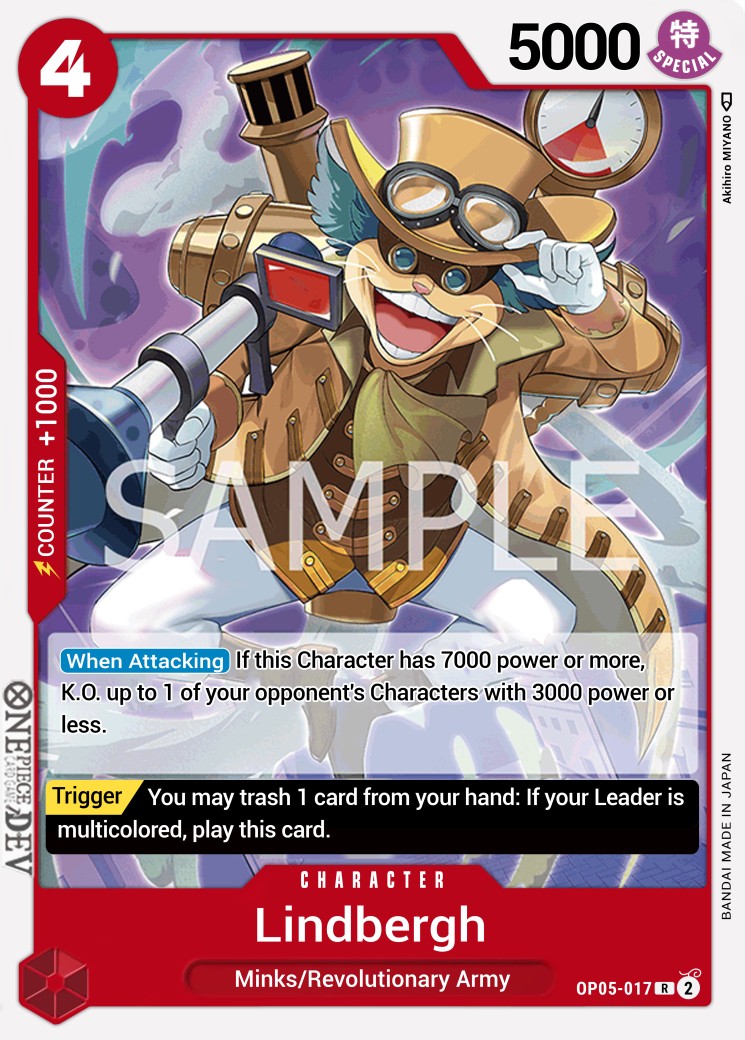 4
5000
特
SPECIAL
Akihiro MIYANO
COUNTER +1000
SAMPLE
When Attacking If this Character has 7000 power or more,
K.O. up to 1 of your opponent's Characters with 3000 power or
less.
Trigger You may trash 1 card from your hand: If your Leader is
multicolored, play this card.
ONE PIECE
CARD GAME
DEV
BANDAI MADE IN JAPAN
CHARACTER
Lindbergh
Minks/Revolutionary Army
OP05-017 R 2